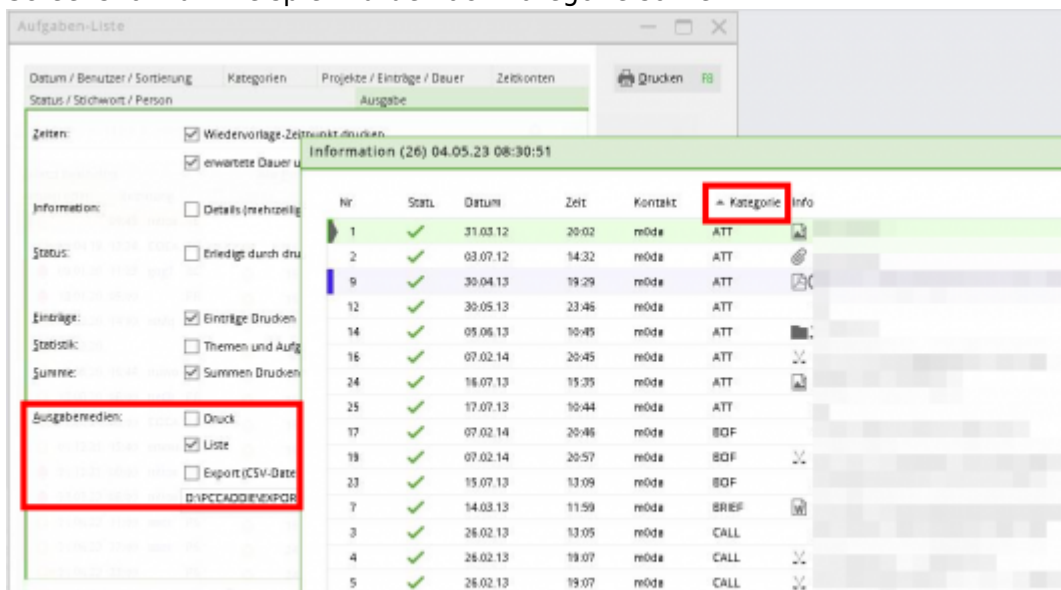 Aufgaben-Liste
Datum / Benutzer / Sortierung Kategorien Projekte / Einträge / Dauer Zeitkonten
Drucken F8
Status / Stichwort / Person Ausgabe
Zeiten: Wiedervorlage-Zeitpunkt drucken
erwartete Dauer u
Information (26) 04.05.23 08:30:51
Information: Details (mehrzeilig
Status: Erledigt durch dru
Einträge: Einträge Drucken
Statistik: Themen und Aufg
Summe: Summen Drucken
Ausgabemedien: Druck
Liste
Export (CSV-Date
D:\PCCADDIE\EXPOR
Nr Statu Datum Zeit Kontakt Kategorie Info
1 31.03.12 20:02 m0da ATT
2 03.07.12 14:32 m0da ATT
9 30.04.13 19:29 m0da ATT
12 30.05.13 23:46 m0da ATT
14 05.06.13 10:45 m0da ATT
16 07.02.14 20:45 m0da ATT
24 16.07.13 15:35 m0da ATT
25 17.07.13 10:44 m0da ATT
17 07.02.14 20:46 m0da BOF
19 07.02.14 20:57 m0da BOF
23 15.07.13 13:09 m0da BOF
7 14.03.13 11:59 m0da BRIEF
3 26.02.13 13:05 m0da CALL
4 26.02.13 19:07 m0da CALL
5 26.02.13 19:07 m0da CALL